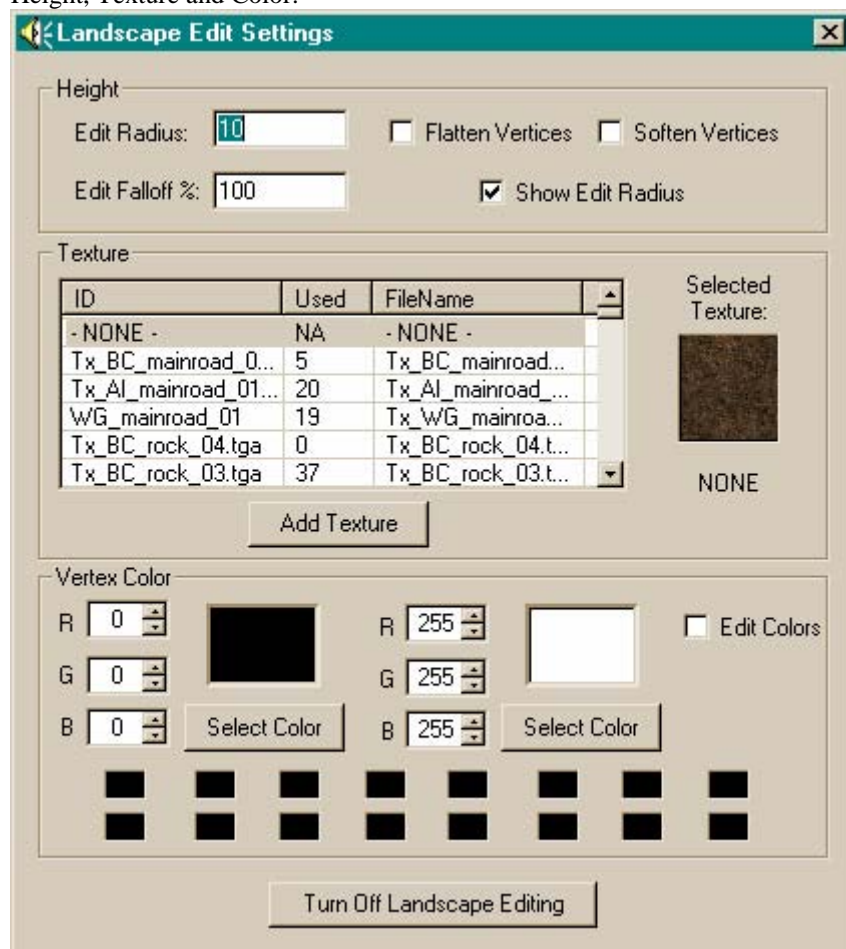 Height, Texture and Color.
Landscape Edit Settings
Height
Edit Radius: 10
Flatten Vertices
Soften Vertices
Edit Falloff %: 100
Show Edit Radius
Texture
ID Used FileName
- NONE - NA - NONE -
Tx_BC_mainroad_0... 5 Tx_BC_mainroad...
Tx_AI_mainroad_01... 20 Tx_AI_mainroad_...
WG_mainroad_01 19 Tx_WG_mainroa...
Tx_BC_rock_04.tga 0 Tx_BC_rock_04.t...
Tx_BC_rock_03.tga 37 Tx_BC_rock_03.t...
Selected
Texture:
NONE
Add Texture
Vertex Color
R 0
G 0
B 0
Select Color
R 255
G 255
B 255
Select Color
Edit Colors
Turn Off Landscape Editing